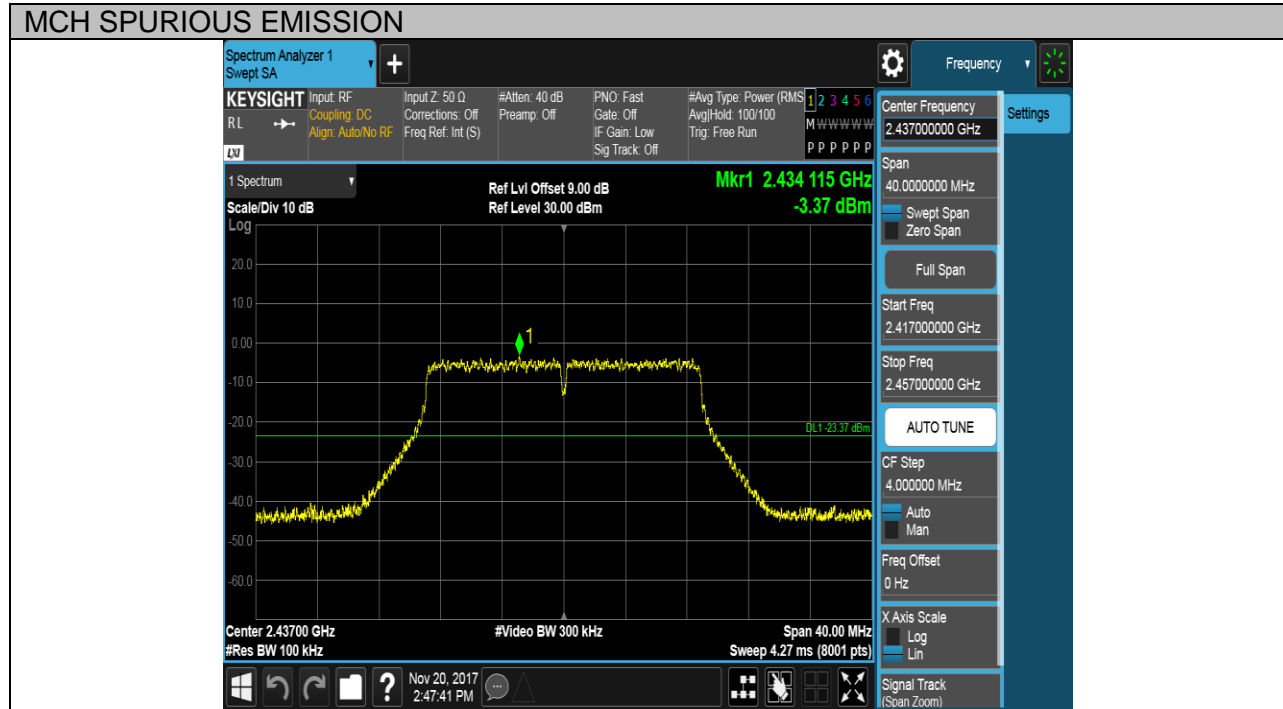 MCH SPURIOUS EMISSION
Spectrum Analyzer 1
Swept SA
+
Frequency
KEYSIGHT
RL
LXI
Input: RF
Coupling: DC
Align: Auto/No RF
Input Z: 50 Ω
Corrections: Off
Freq Ref: Int (S)
#Atten: 40 dB
Preamp: Off
PNO: Fast
Gate: Off
IF Gain: Low
Sig Track: Off
#Avg Type: Power (RMS
Avg|Hold: 100/100
Trig: Free Run
1 2 3 4 5 6
M W W W W W
P P P P P P
1 Spectrum
Scale/Div 10 dB
Log
Ref Lvl Offset 9.00 dB
Ref Level 30.00 dBm
Mkr1 2.434 115 GHz
-3.37 dBm
20.0
10.0
0.00
-10.0
-20.0
-30.0
-40.0
-50.0
-60.0
1
DL1 -23.37 dBm
Center 2.43700 GHz
#Res BW 100 kHz
#Video BW 300 kHz
Span 40.00 MHz
Sweep 4.27 ms (8001 pts)
?
Nov 20, 2017
2:47:41 PM
Center Frequency
2.437000000 GHz
Span
40.0000000 MHz
Swept Span
Zero Span
Full Span
Start Freq
2.417000000 GHz
Stop Freq
2.457000000 GHz
AUTO TUNE
CF Step
4.000000 MHz
Auto
Man
Freq Offset
0 Hz
X Axis Scale
Log
Lin
Signal Track
(Span Zoom)
Settings